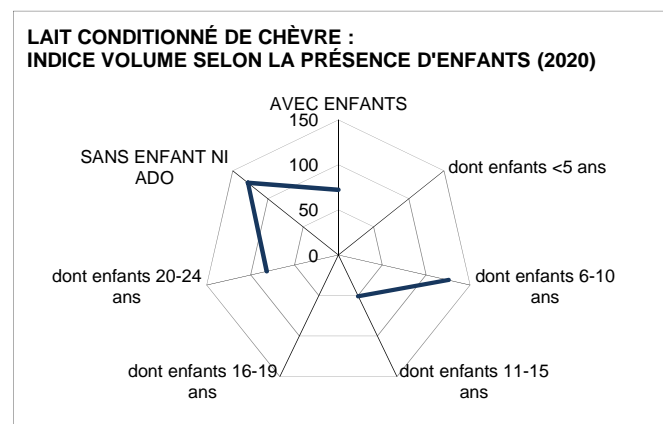 LAIT CONDITIONNÉ DE CHÈVRE :
INDICE VOLUME SELON LA PRÉSENCE D'ENFANTS (2020)
AVEC ENFANTS
150
100
50
0
dont enfants <5 ans
dont enfants 6-10
ans
dont enfants 11-15
ans
dont enfants 16-19
ans
dont enfants 20-24
ans
SANS ENFANT NI
ADO